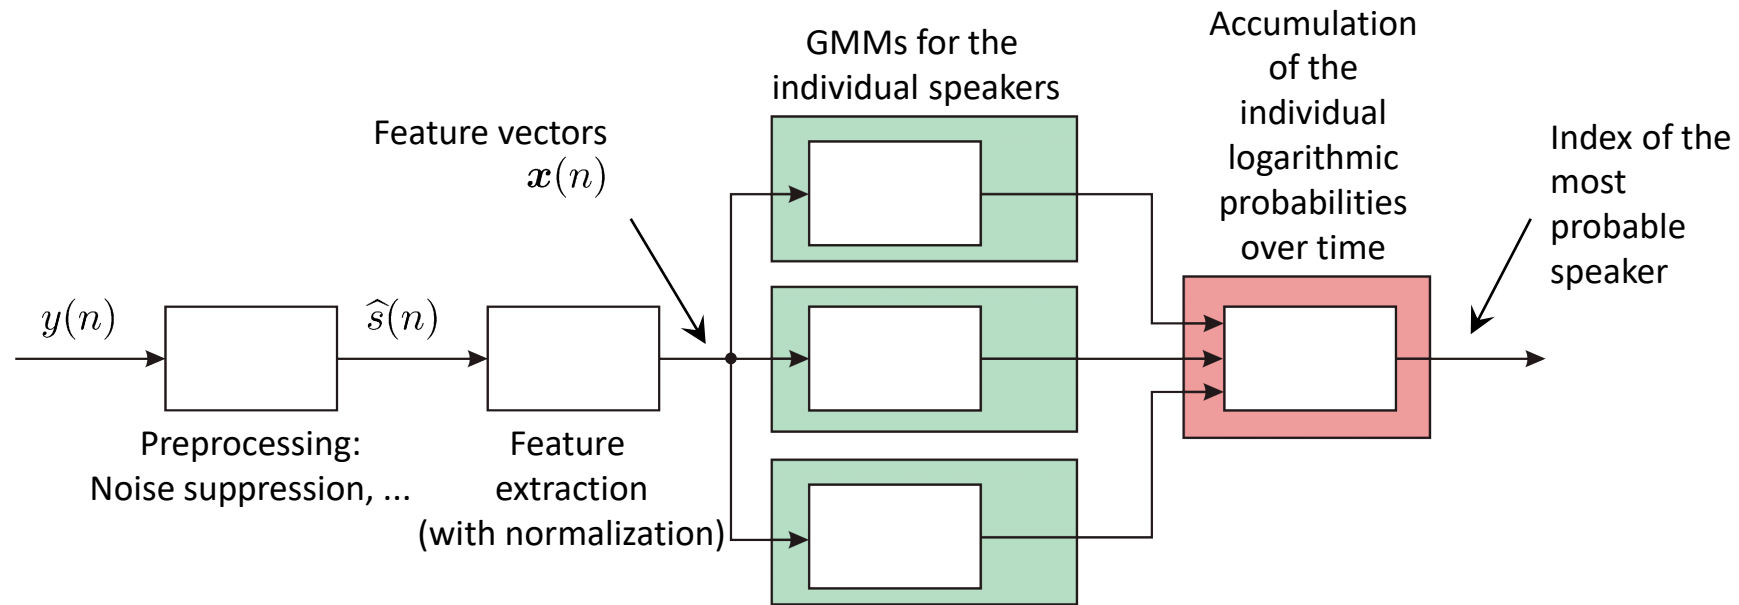 GMMs for the
individual speakers
Accumulation
of the
individual
logarithmic
probabilities
over time
Feature vectors
x(n)
Index of the
most
probable
speaker
y(n)
ŝ(n)
Preprocessing:
Noise suppression, ...
Feature
extraction
(with normalization)